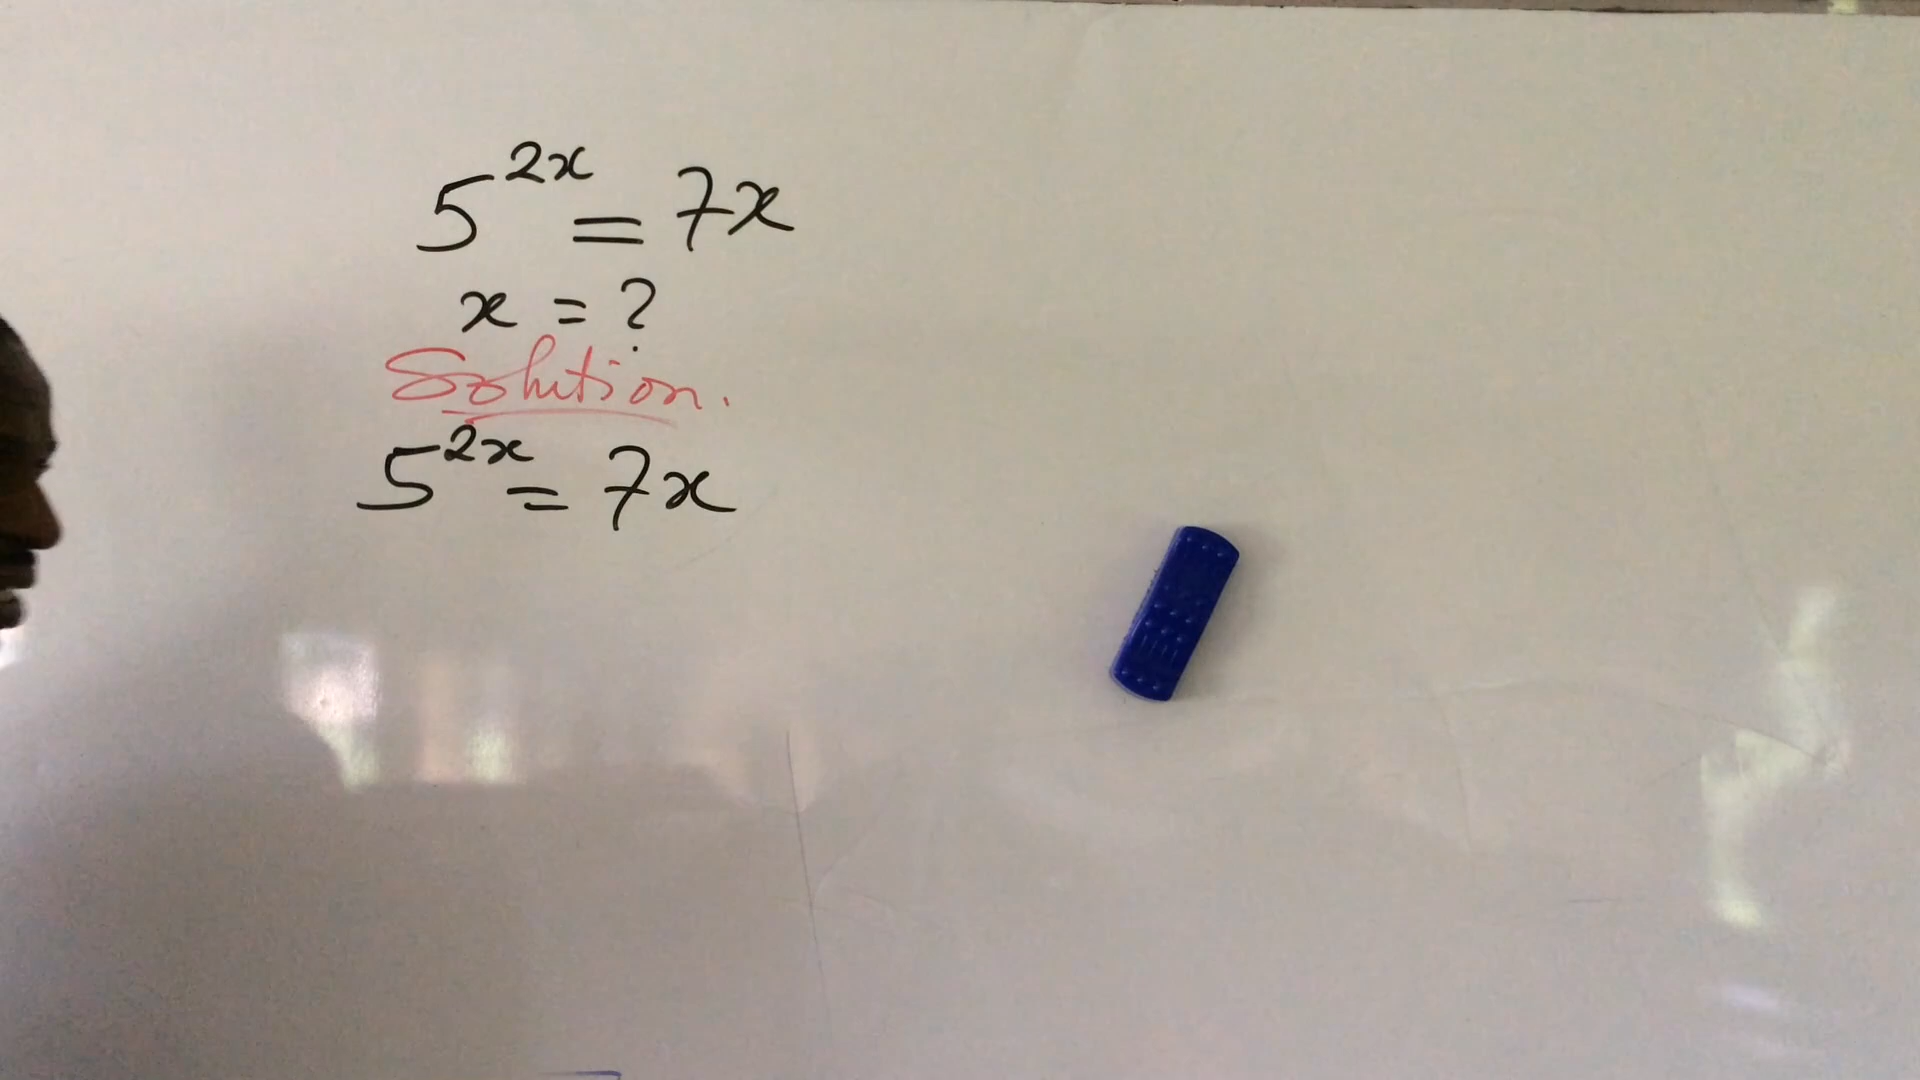 5^{2x} = 7x
x = ?
Solution.
5^{2x} = 7x